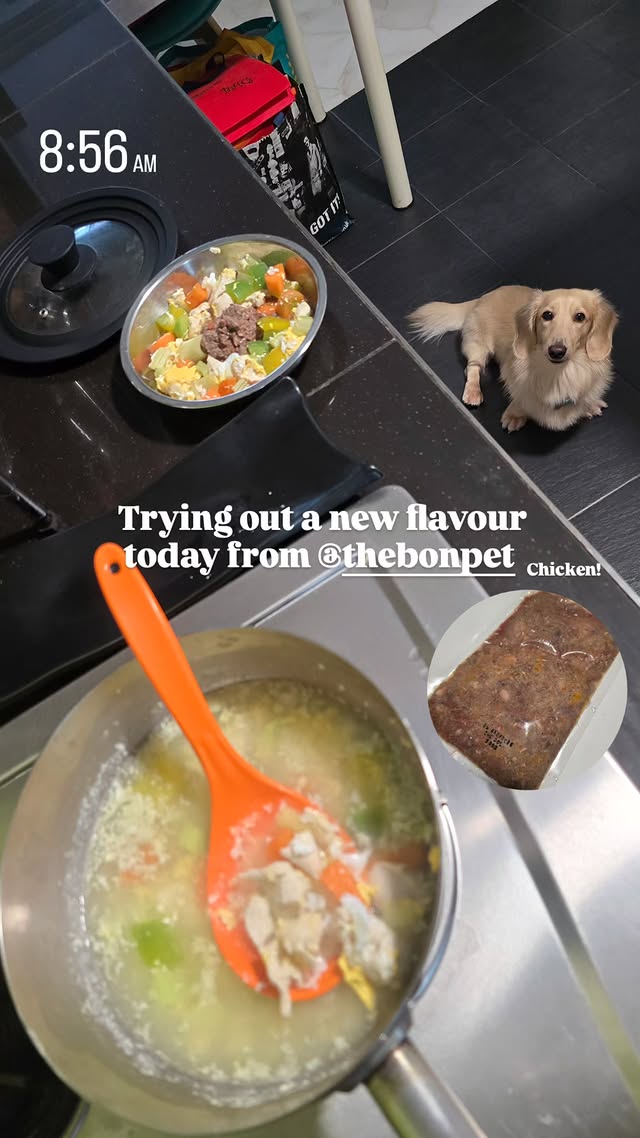 8:56 AM
GOT IT!
Trying out a new flavour
today from @thebonpet
Chicken!